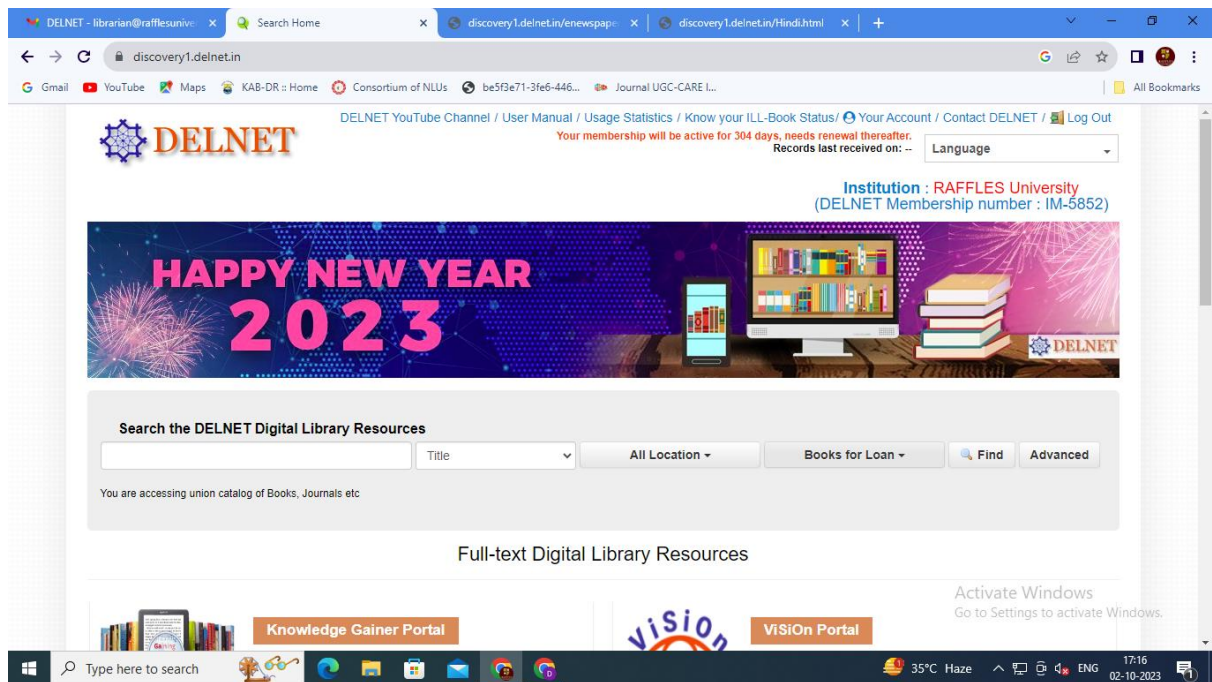 DELNET - librarian@rafflesunive
Search Home
discovery1.delnet.in/enewspape
discovery1.delnet.in/Hindi.html
discovery1.delnet.in
Gmail YouTube Maps KAB-DR :: Home Consortium of NLUs be5f3e71-3fe6-446... Journal UGC-CARE l... All Bookmarks
DELNET
DELNET YouTube Channel / User Manual / Usage Statistics / Know your ILL-Book Status/ Your Account / Contact DELNET / Log Out
Your membership will be active for 304 days, needs renewal thereafter.
Records last received on: --
Language
Institution : RAFFLES University
(DELNET Membership number : IM-5852)
HAPPY NEW YEAR
2023
DELNET
Search the DELNET Digital Library Resources
Title All Location Books for Loan Find Advanced
You are accessing union catalog of Books, Journals etc
Full-text Digital Library Resources
Knowledge Gainer Portal
ViSiOn
ViSiOn Portal
Activate Windows
Go to Settings to activate Windows.
Type here to search
35°C Haze ENG 17:16
02-10-2023